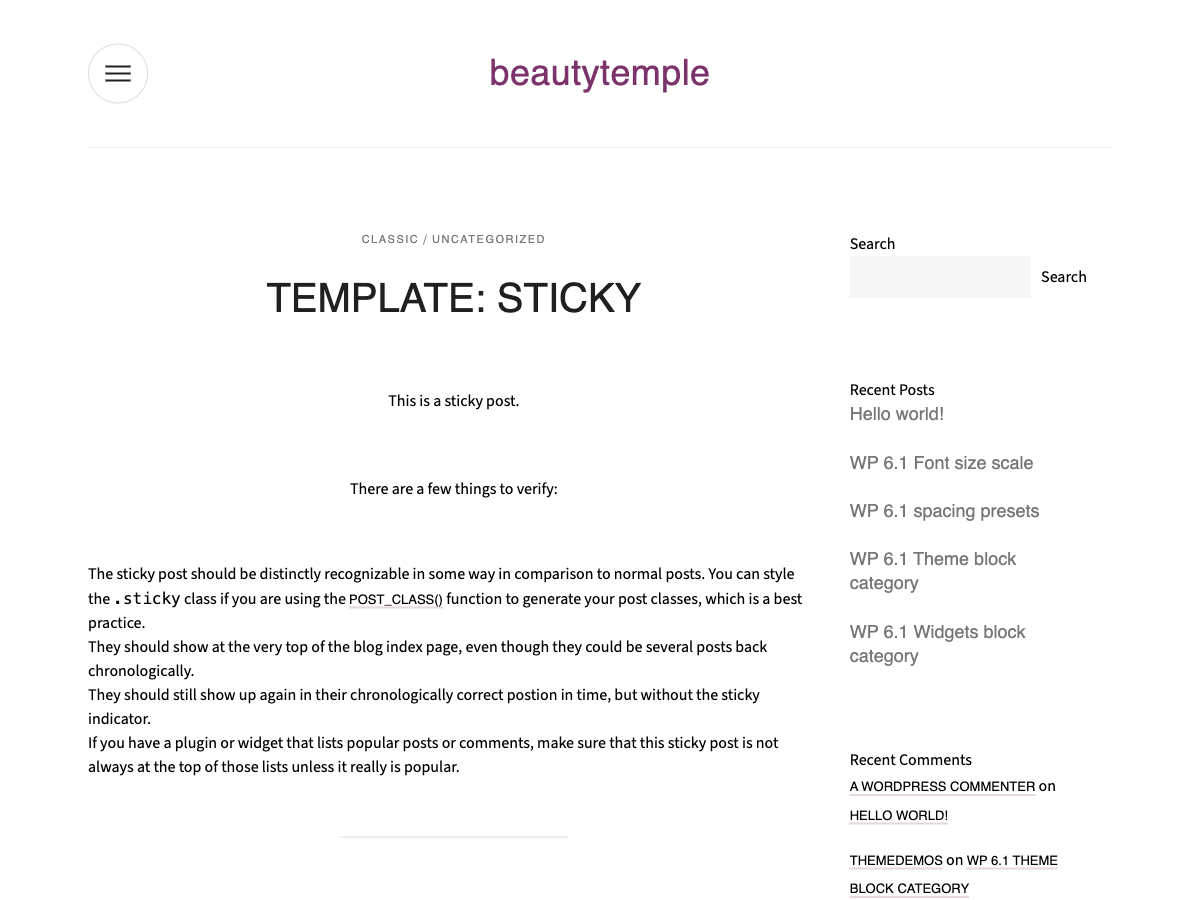 beautytemple
CLASSIC / UNCATEGORIZED
TEMPLATE: STICKY
This is a sticky post.
There are a few things to verify:
The sticky post should be distinctly recognizable in some way in comparison to normal posts. You can style
the .sticky class if you are using the POST_CLASS() function to generate your post classes, which is a best
practice.
They should show at the very top of the blog index page, even though they could be several posts back
chronologically.
They should still show up again in their chronologically correct postion in time, but without the sticky
indicator.
If you have a plugin or widget that lists popular posts or comments, make sure that this sticky post is not
always at the top of those lists unless it really is popular.
Search
Search
Recent Posts
Hello world!
WP 6.1 Font size scale
WP 6.1 spacing presets
WP 6.1 Theme block
category
WP 6.1 Widgets block
category
Recent Comments
A WORDPRESS COMMENTER on
HELLO WORLD!
THEMEDEMOS on WP 6.1 THEME
BLOCK CATEGORY